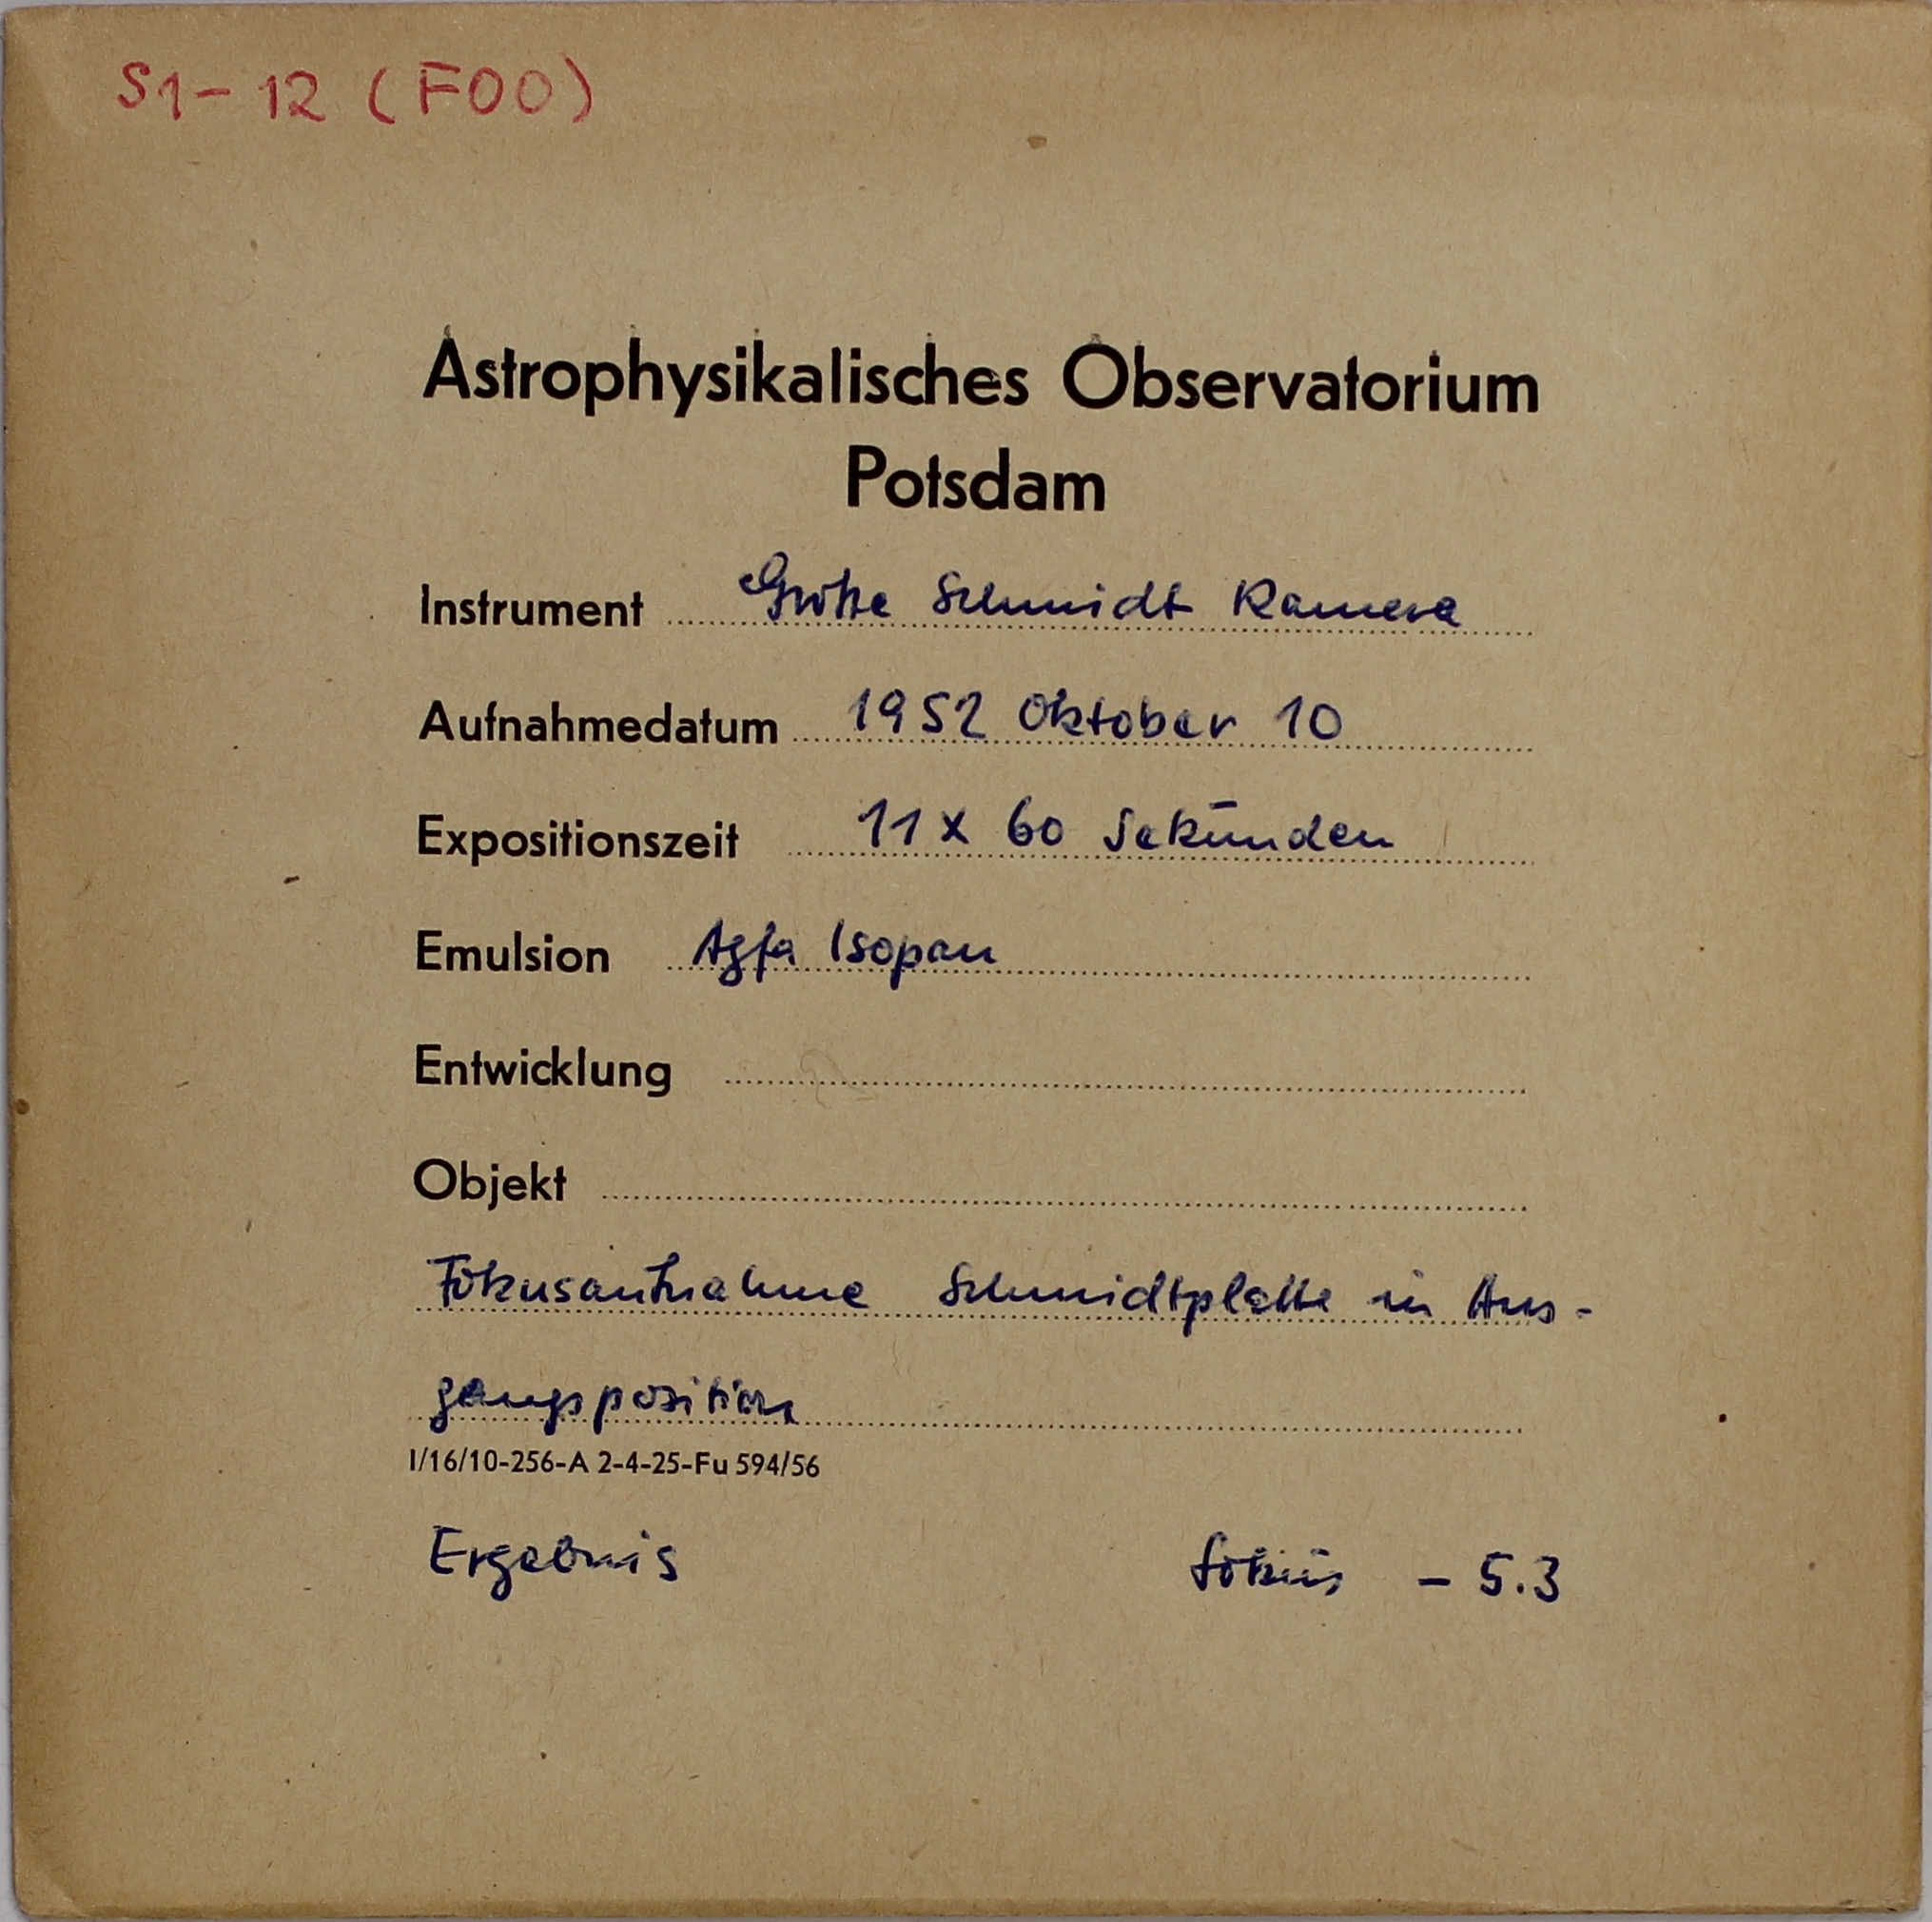 S1-12 (F00)
Astrophysikalisches Observatorium
Potsdam
Instrument Große Schmidt Kamera
Aufnahmedatum 1952 Oktober 10
Expositionszeit 11 x 60 Sekunden
Emulsion Agfa Isopan
Entwicklung
Objekt
Fokusaufnahme Schmidtplatte in Aus-
gangsposition
I/16/10-256-A 2-4-25-Fu 594/56
Ergebnis fokus - 5.3